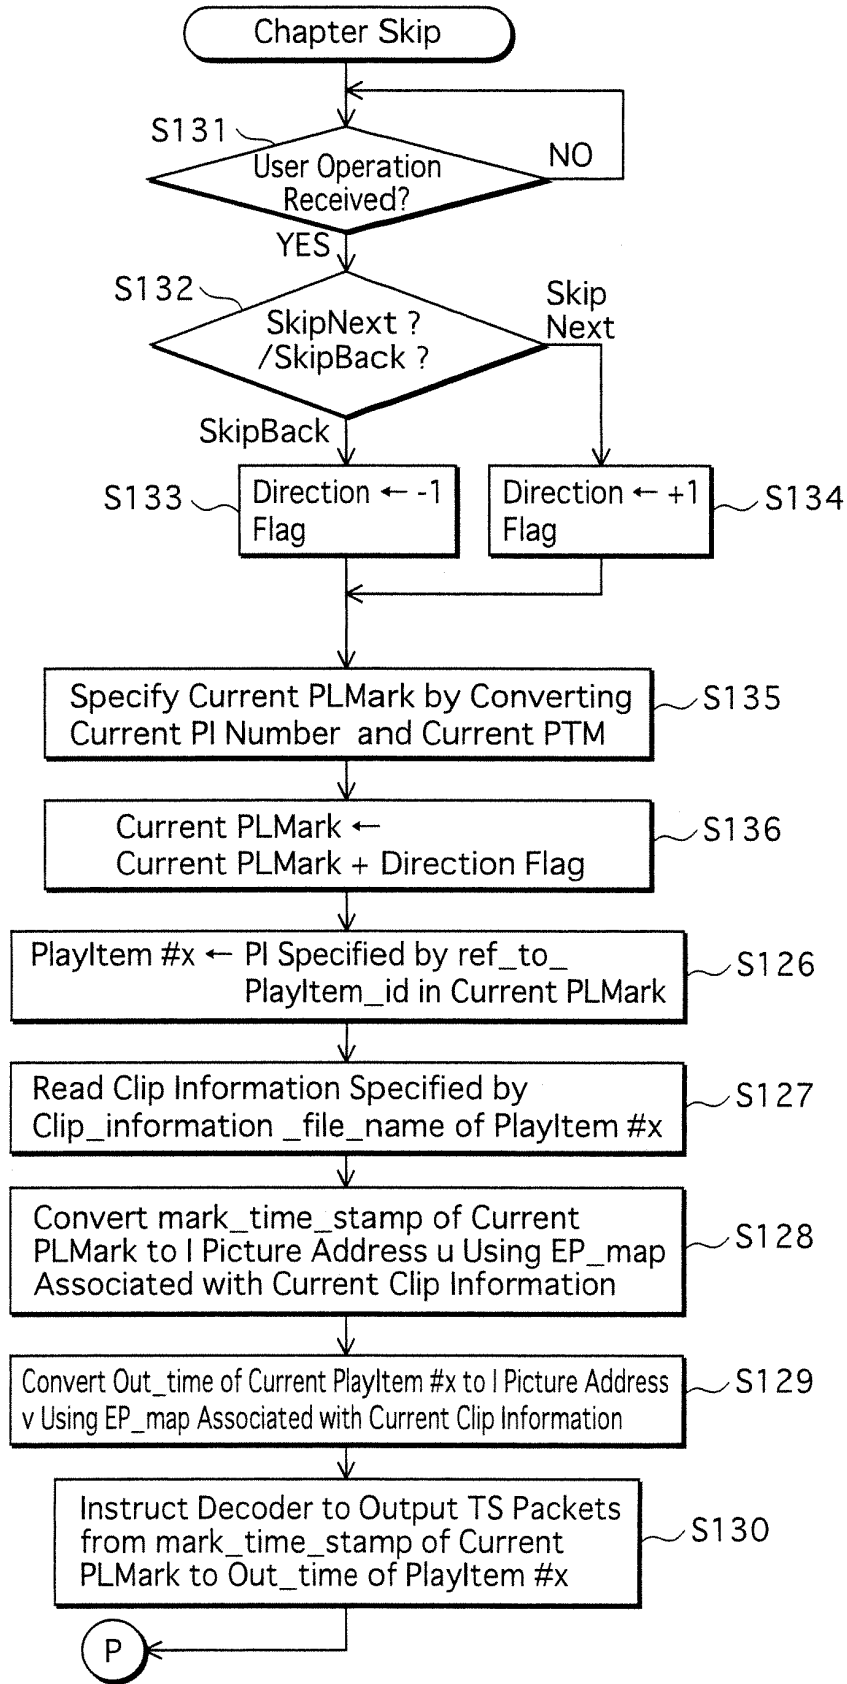 Chapter Skip
S131
User Operation
Received?
NO
YES
S132
SkipNext ?
/SkipBack ?
Skip
Next
SkipBack
S133
Direction ← -1
Flag
Direction ← +1
Flag
S134
Specify Current PLMark by Converting
Current PI Number and Current PTM
S135
Current PLMark ←
Current PLMark + Direction Flag
S136
PlayItem #x ← PI Specified by ref_to_
PlayItem_id in Current PLMark
S126
Read Clip Information Specified by
Clip_information _file_name of PlayItem #x
S127
Convert mark_time_stamp of Current
PLMark to I Picture Address u Using EP_map
Associated with Current Clip Information
S128
Convert Out_time of Current PlayItem #x to I Picture Address
v Using EP_map Associated with Current Clip Information
S129
Instruct Decoder to Output TS Packets
from mark_time_stamp of Current
PLMark to Out_time of PlayItem #x
S130
P